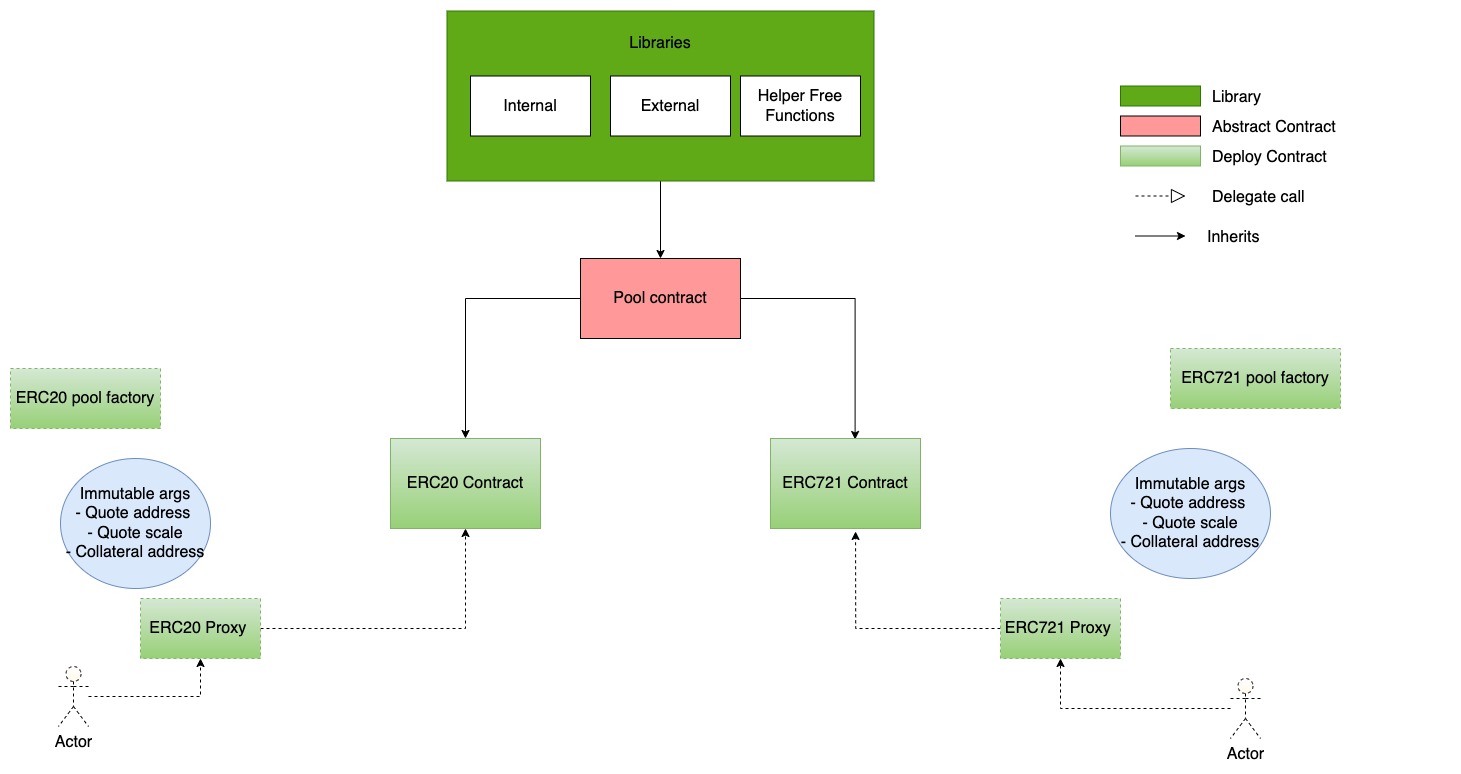 Libraries
Internal
External
Helper Free
Functions
Library
Abstract Contract
Deploy Contract
Delegate call
Inherits
Pool contract
ERC20 pool factory
ERC721 pool factory
ERC20 Contract
ERC721 Contract
Immutable args
- Quote address
- Quote scale
- Collateral address
Immutable args
- Quote address
- Quote scale
- Collateral address
ERC20 Proxy
ERC721 Proxy
Actor
Actor